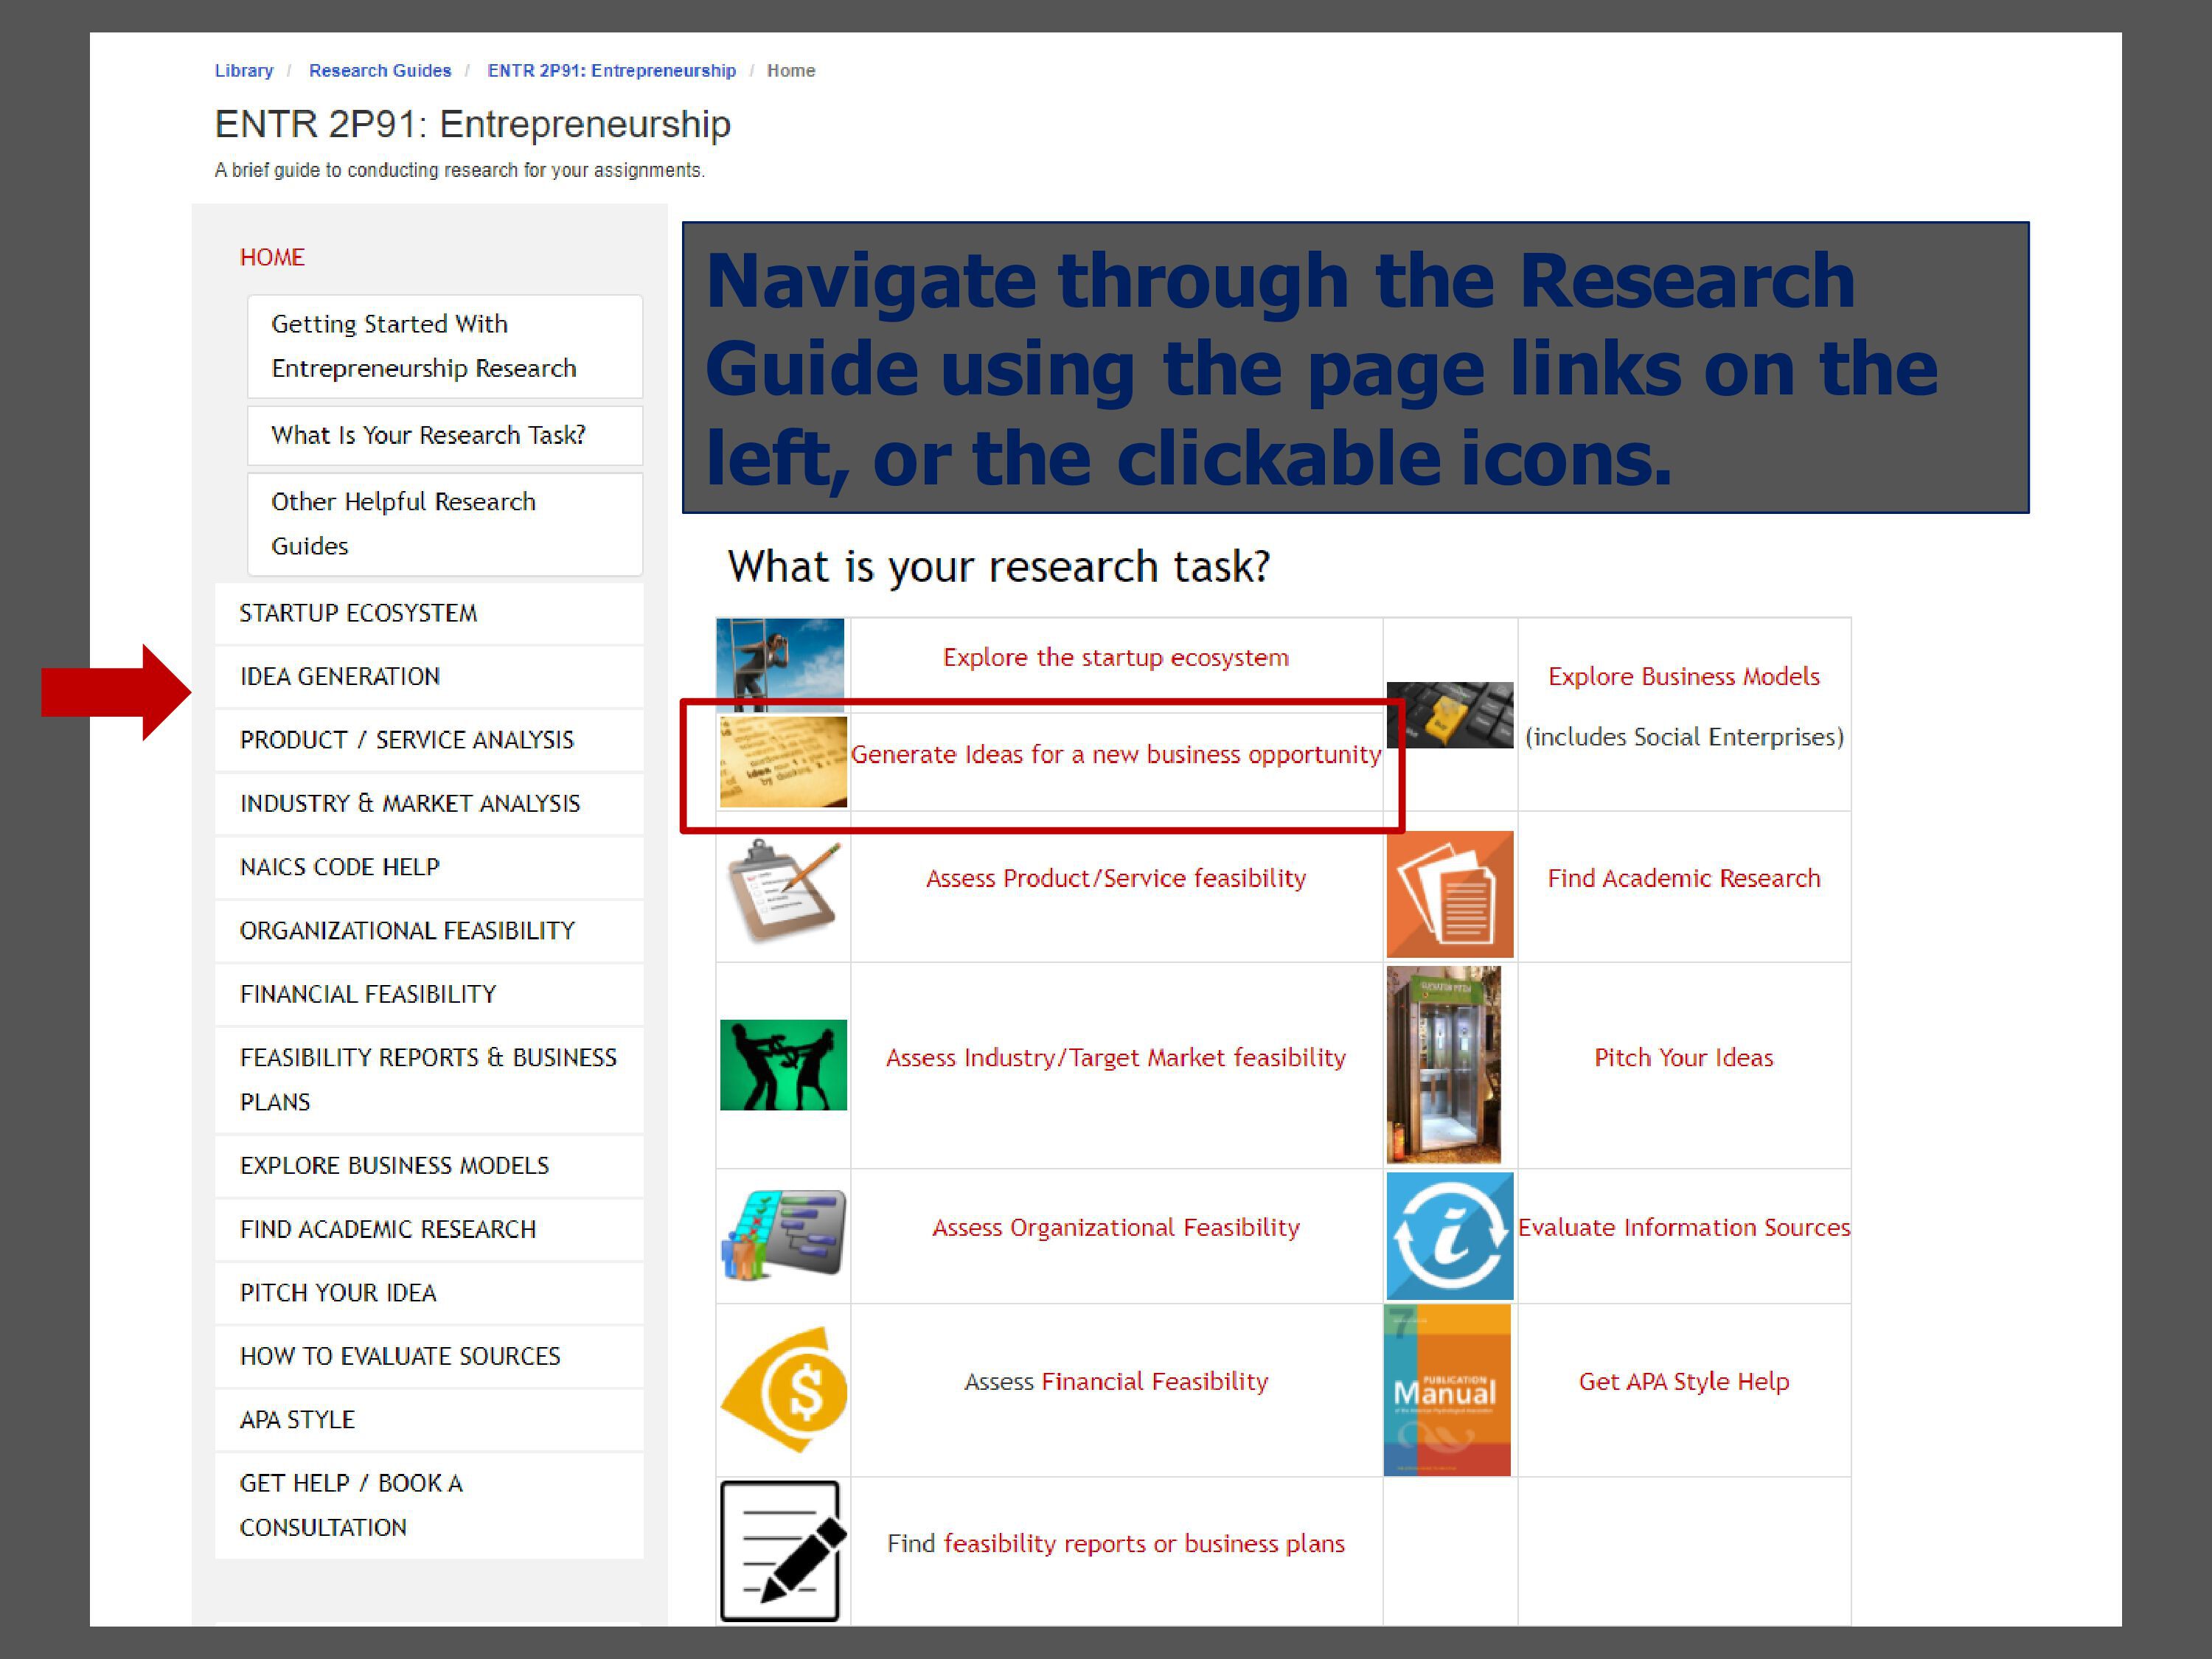 Library / Research Guides / ENTR 2P91: Entrepreneurship / Home
ENTR 2P91: Entrepreneurship
A brief guide to conducting research for your assignments.
HOME
Getting Started With
Entrepreneurship Research
What Is Your Research Task?
Other Helpful Research
Guides
STARTUP ECOSYSTEM
IDEA GENERATION
PRODUCT / SERVICE ANALYSIS
INDUSTRY & MARKET ANALYSIS
NAICS CODE HELP
ORGANIZATIONAL FEASIBILITY
FINANCIAL FEASIBILITY
FEASIBILITY REPORTS & BUSINESS
PLANS
EXPLORE BUSINESS MODELS
FIND ACADEMIC RESEARCH
PITCH YOUR IDEA
HOW TO EVALUATE SOURCES
APA STYLE
GET HELP / BOOK A
CONSULTATION
Navigate through the Research
Guide using the page links on the
left, or the clickable icons.
What is your research task?
Explore the startup ecosystem
Explore Business Models
(includes Social Enterprises)
Generate Ideas for a new business opportunity
Assess Product/Service feasibility
Find Academic Research
Assess Industry/Target Market feasibility
Pitch Your Ideas
Assess Organizational Feasibility
Evaluate Information Sources
Assess Financial Feasibility
7
PUBLICATION
Manual
Get APA Style Help
Find feasibility reports or business plans